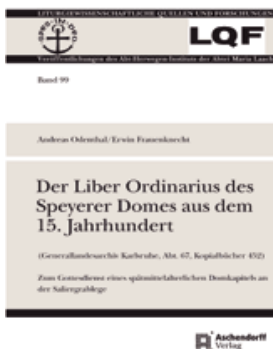 LITURGIEWISSENSCHAFTLICHE QUELLEN UND FORSCHUNGEN
LQF
Veröffentlichungen des Abt-Herwegen-Instituts der Abtei Maria Laach
Band 99
Andreas Odenthal/Erwin Frauenknecht
Der Liber Ordinarius des
Speyerer Domes aus dem
15. Jahrhundert
(Generallandesarchiv Karlsruhe, Abt. 67, Kopialbücher 452)
Zum Gottesdienst eines spätmittelalterlichen Domkapitels an
der Saliergrablege
Aschendorff
Verlag